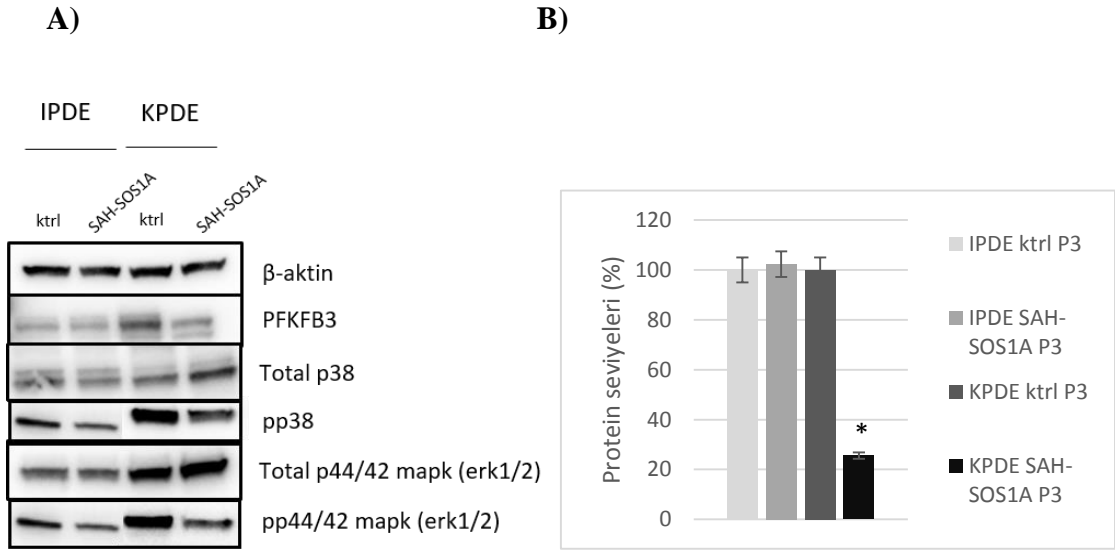 A)
B)
IPDE
KPDE
ktrl
SAH-SOS1A
ktrl
SAH-SOS1A
β-aktin
PFKFB3
Total p38
pp38
Total p44/42 mapk (erk1/2)
pp44/42 mapk (erk1/2)
Protein seviyeleri (%)
120
100
80
60
40
20
0
*
IPDE ktrl P3
IPDE SAH-
SOS1A P3
KPDE ktrl P3
KPDE SAH-
SOS1A P3